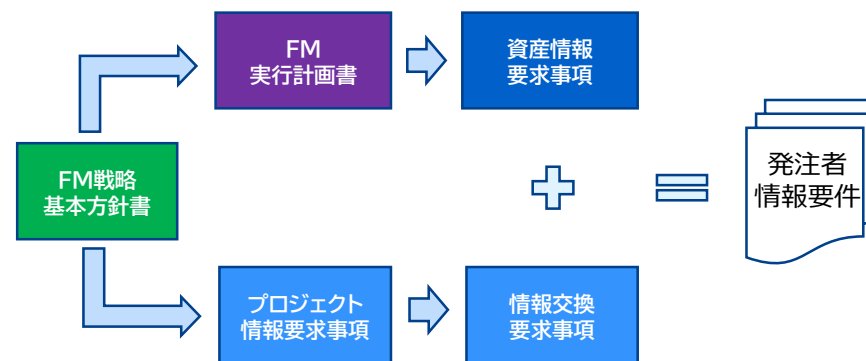 FM
実行計画書
資産情報
要求事項
FM戦略
基本方針書
発注者
情報要件
プロジェクト
情報要求事項
情報交換
要求事項